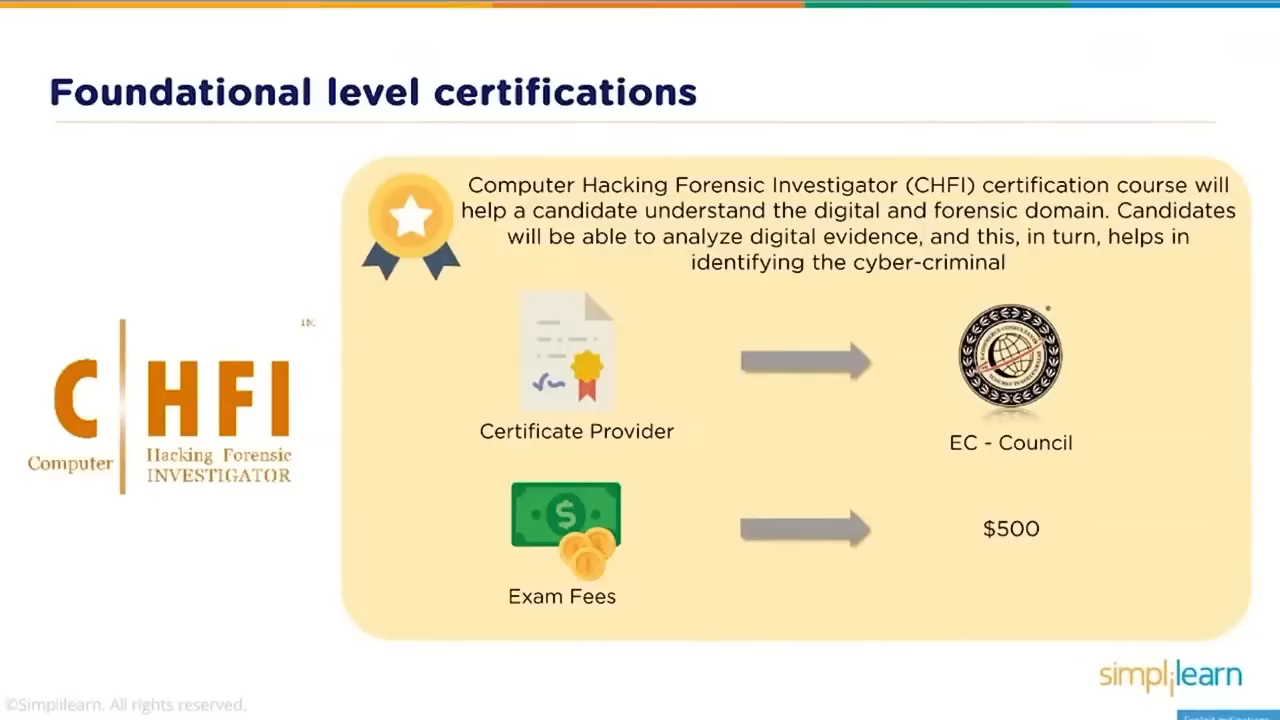 Foundational level certifications
Computer Hacking Forensic Investigator (CHFI) certification course will
help a candidate understand the digital and forensic domain. Candidates
will be able to analyze digital evidence, and this, in turn, helps in
identifying the cyber-criminal
TM
CHFI
Computer
Hacking Forensic
INVESTIGATOR
Certificate Provider
EC - Council
$500
Exam Fees
simplilearn
©Simplilearn. All rights reserved.